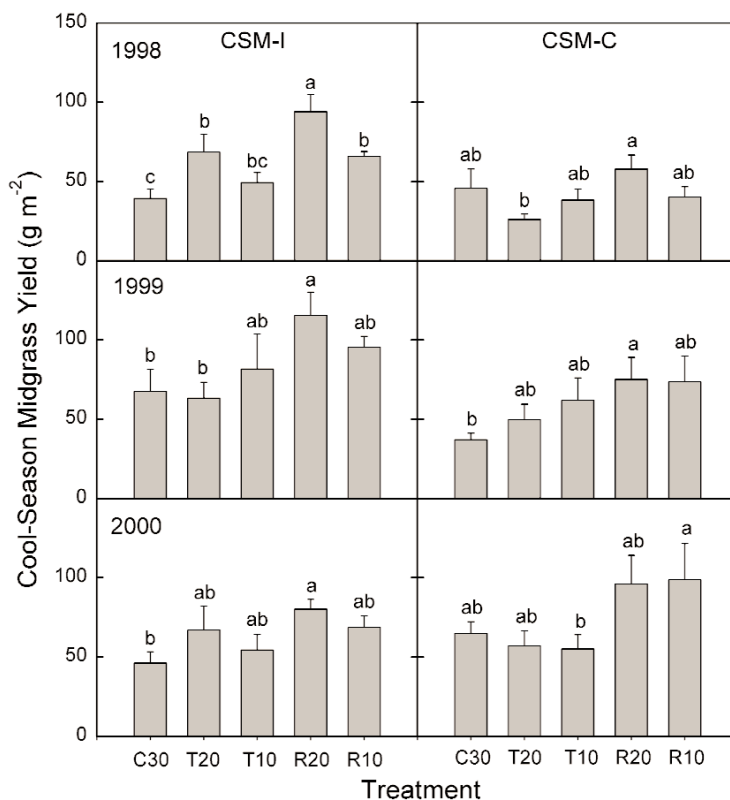 Cool-Season Midgrass Yield (g m⁻²)
150
100
50
0
1998
CSM-I
c
b
bc
a
b
CSM-C
ab
b
ab
a
ab
100
50
0
1999
b
b
ab
a
ab
b
ab
ab
a
ab
100
50
0
2000
b
ab
ab
a
ab
ab
ab
b
ab
a
C30 T20 T10 R20 R10 C30 T20 T10 R20 R10
Treatment